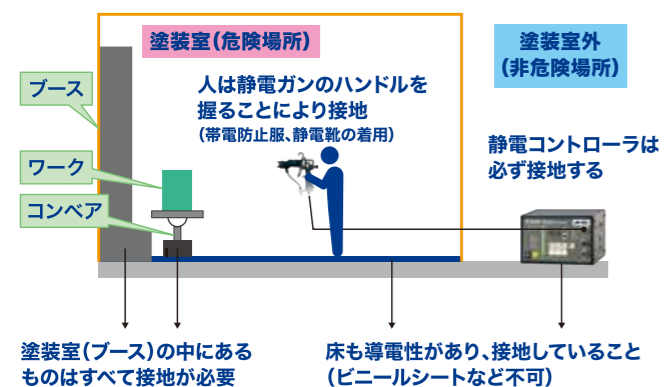 塗装室(危険場所)
塗装室外
(非危険場所)
人は静電ガンのハンドルを
握ることにより接地
(帯電防止服、静電靴の着用)
ブース
ワーク
コンベア
静電コントローラは
必ず接地する
塗装室(ブース)の中にある
ものはすべて接地が必要
床も導電性があり、接地していること
(ビニールシートなど不可)